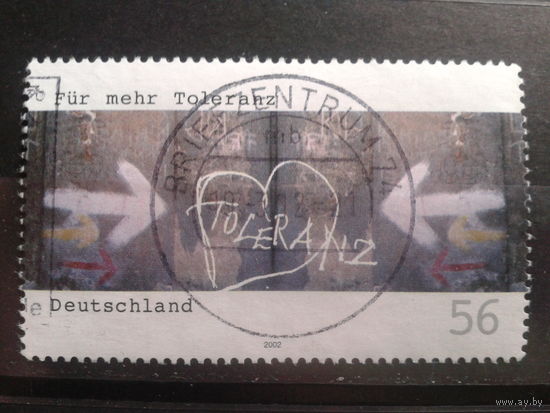 Für mehr Toleranz
BRIEFZENTRUM
TOLERANZ
Deutschland
56
2002
www.ay.by